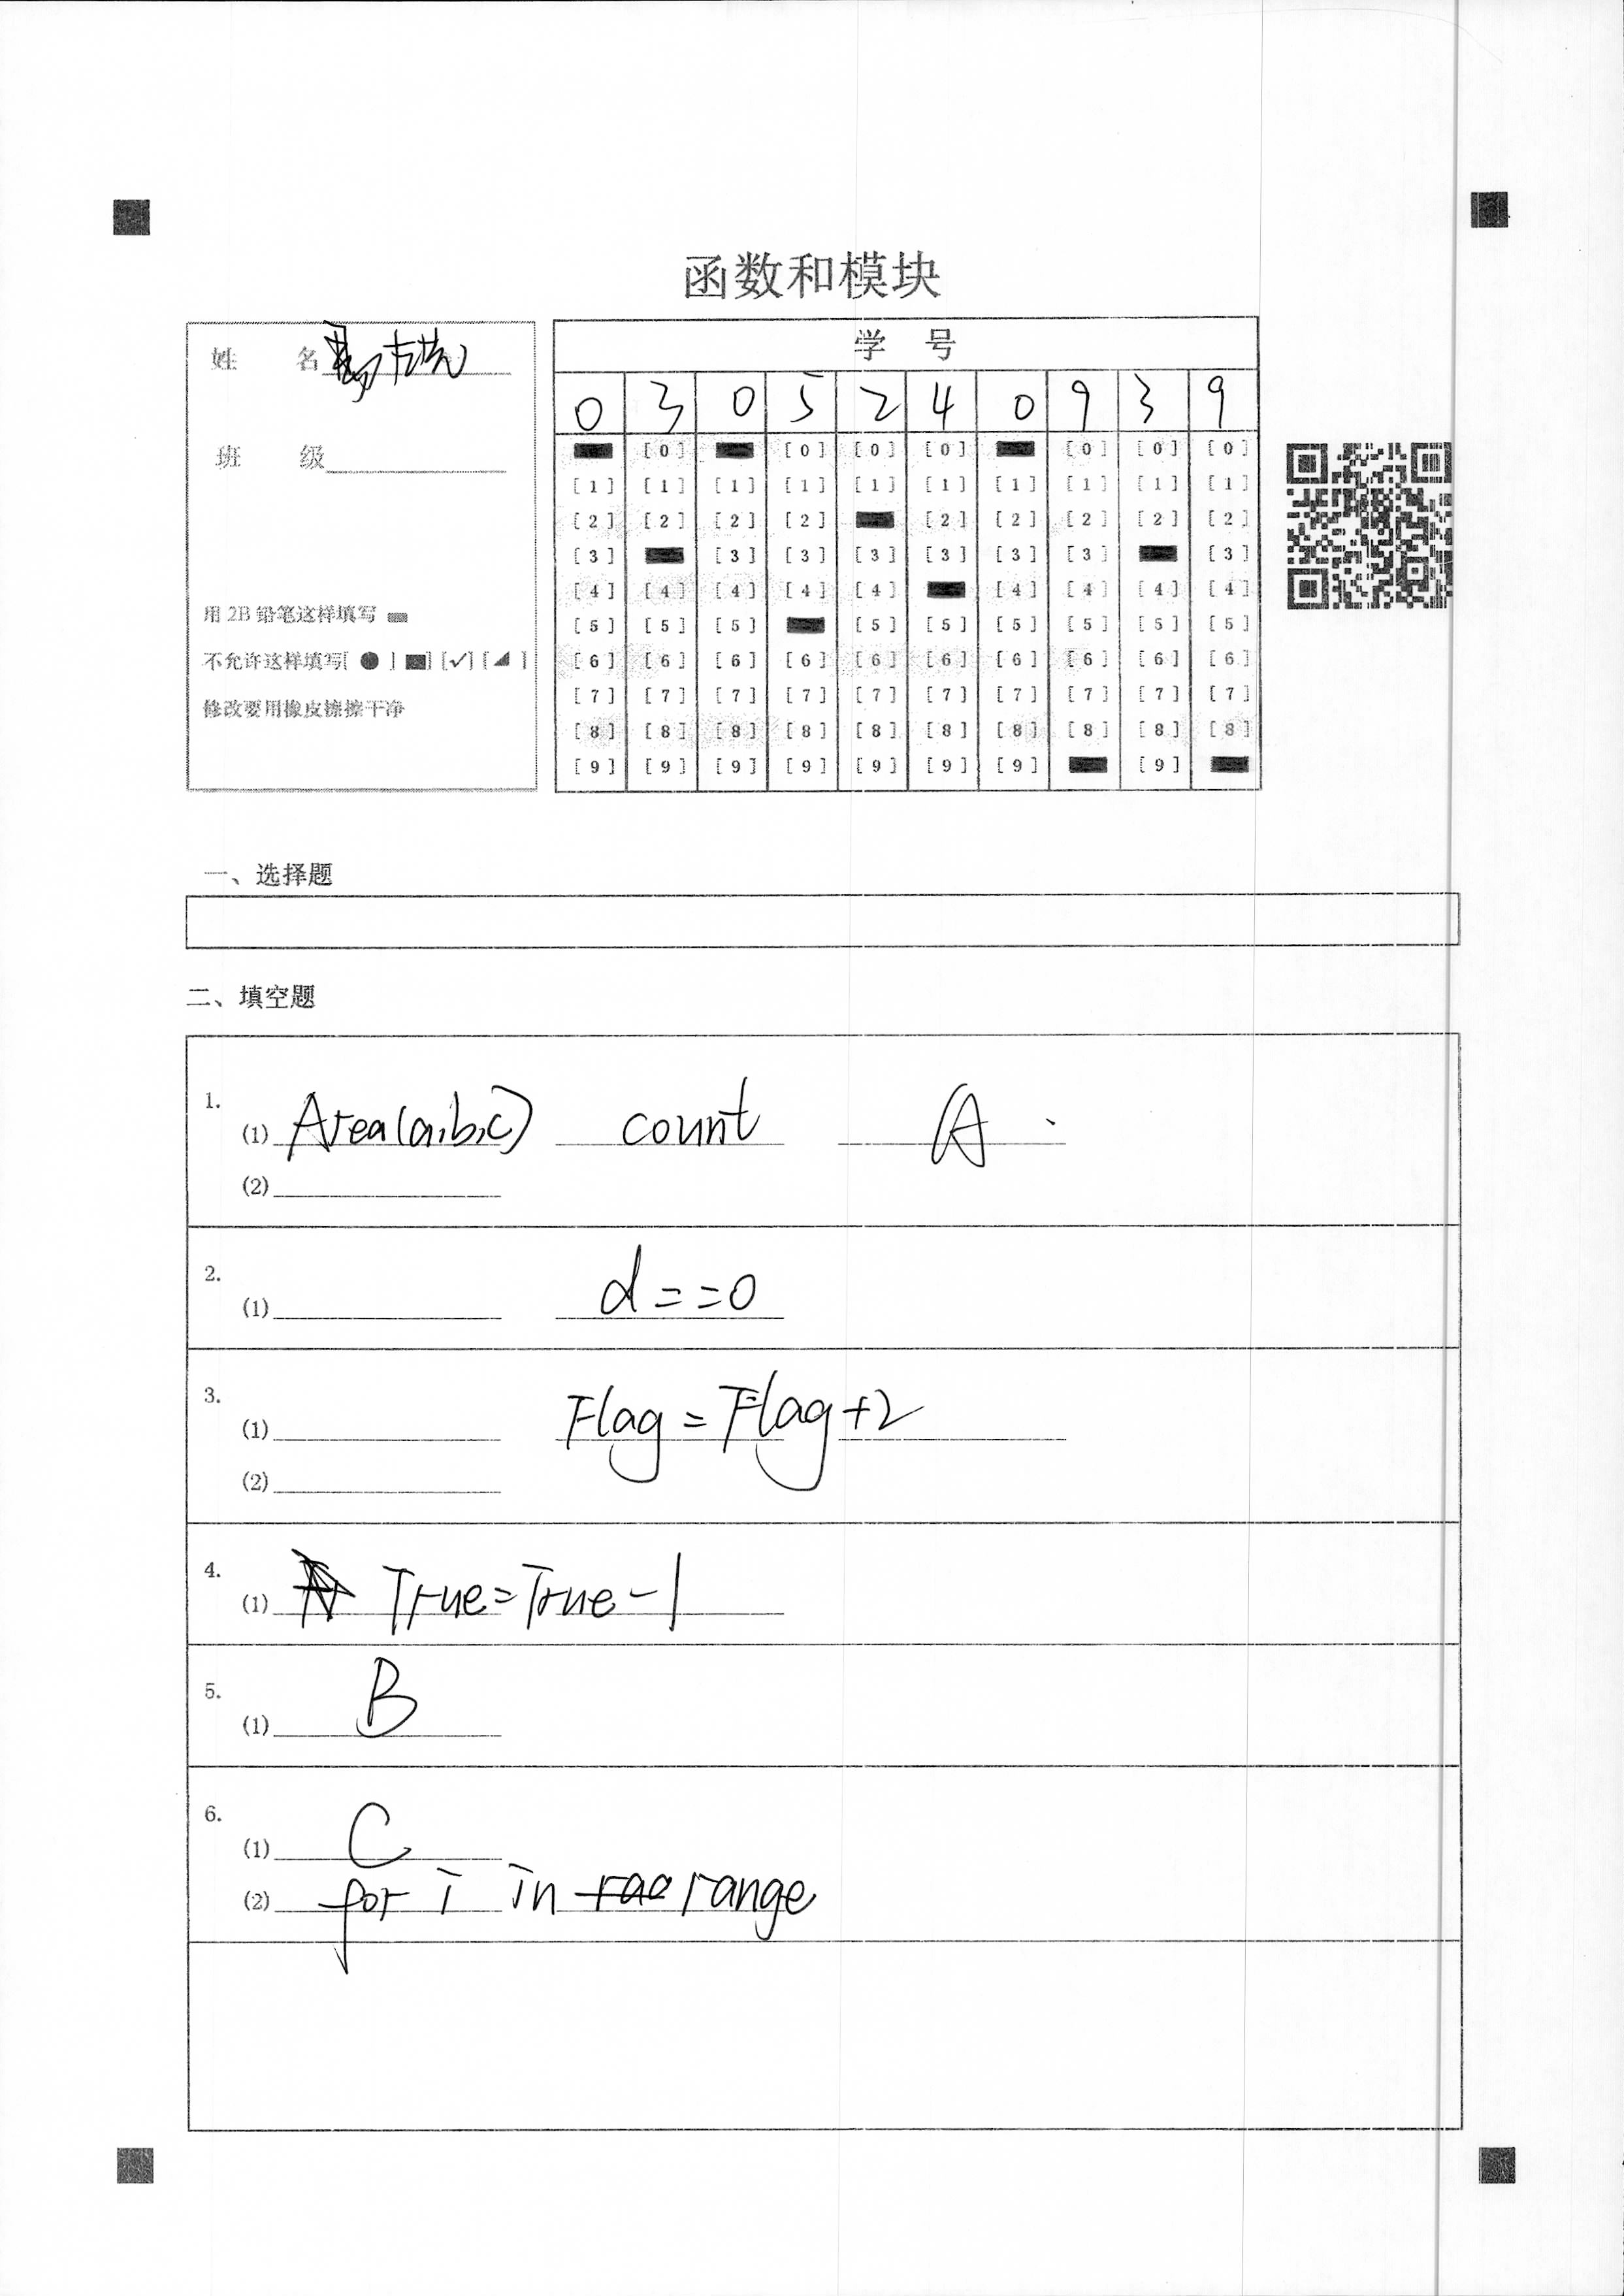 函数和模块
姓 名
班 级
用 2B 铅笔这样填写
不允许这样填写[ ● ] [■] [✓] [◢ ]
修改要用橡皮擦擦干净
学 号
0 3 0 5 2 4 0 9 3 9
[0] [0] [0] [0] [0] [0] [0]
[1] [1] [1] [1] [1] [1] [1] [1] [1] [1]
[2] [2] [2] [2] [2] [2] [2] [2] [2]
[3] [3] [3] [3] [3] [3] [3] [3]
[4] [4] [4] [4] [4] [4] [4] [4] [4]
[5] [5] [5] [5] [5] [5] [5] [5] [5]
[6] [6] [6] [6] [6] [6] [6] [6] [6] [6]
[7] [7] [7] [7] [7] [7] [7] [7] [7] [7]
[8] [8] [8] [8] [8] [8] [8] [8] [8] [8]
[9] [9] [9] [9] [9] [9] [9] [9]
一、选择题
二、填空题
1.
(1) Area(a,b,c) count A
(2)
2.
(1) d==0
3.
(1) Flag=Flag+2
(2)
4.
(1) True=True-1
5.
(1) B
6.
(1) C
(2) for i in range